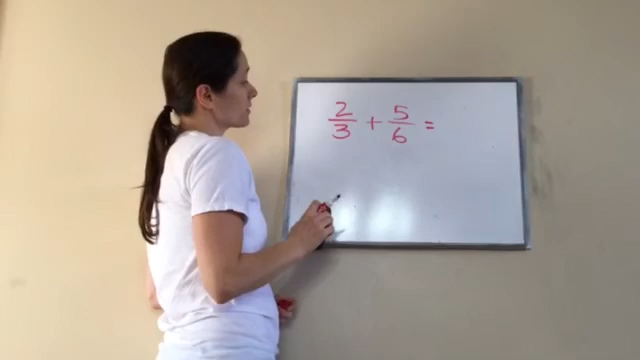 2/3 + 5/6 =